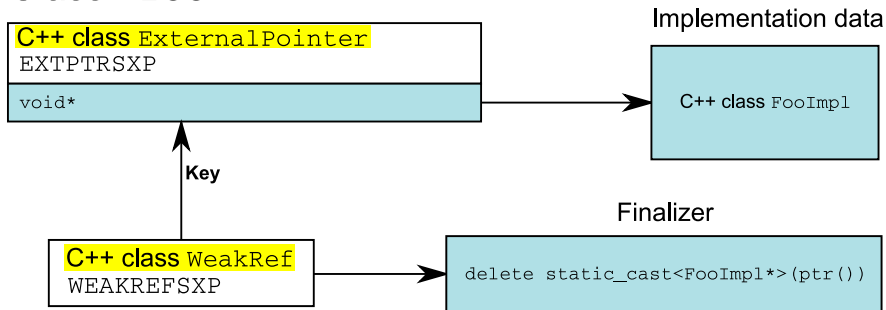 Implementation data
C++ class ExternalPointer
EXTPTRSXP
void*
C++ class FooImpl
Key
Finalizer
C++ class WeakRef
WEAKREFSXP
delete static_cast<FooImpl*>(ptr())